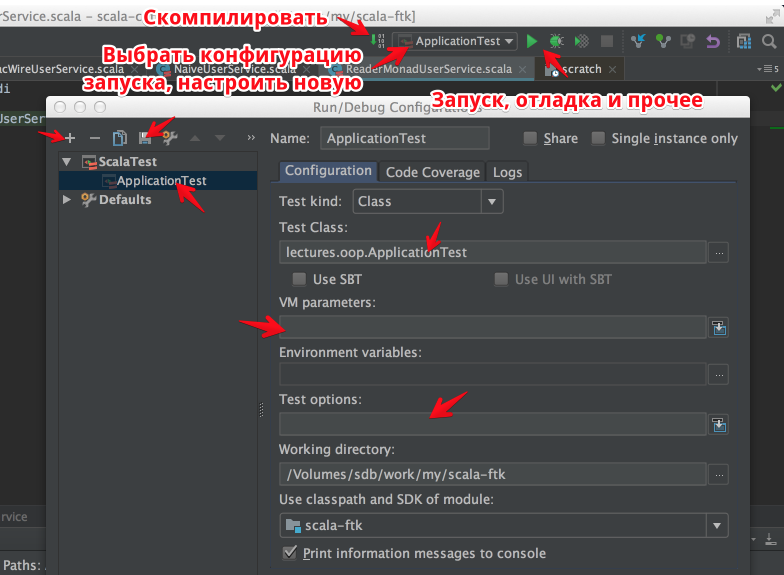 rService.scala - scala-c
/my/scala-ftk]
Скомпилировать
ApplicationTest
Выбрать конфигурацию
запуска, настроить новую
Запуск, отладка и прочее
acWireUserService.scala
NaiveUserService.scala
ReaderMonadUserService.scala
scratch
di
UserSer
Run/Debug Configurations
Name:
ApplicationTest
Share
Single instance only
ScalaTest
ApplicationTest
Defaults
Configuration
Code Coverage
Logs
Test kind:
Class
Test Class:
lectures.oop.ApplicationTest
Use SBT
Use UI with SBT
VM parameters:
Environment variables:
Test options:
Working directory:
/Volumes/sdb/work/my/scala-ftk
Use classpath and SDK of module:
scala-ftk
Print information messages to console
rvice
Paths: